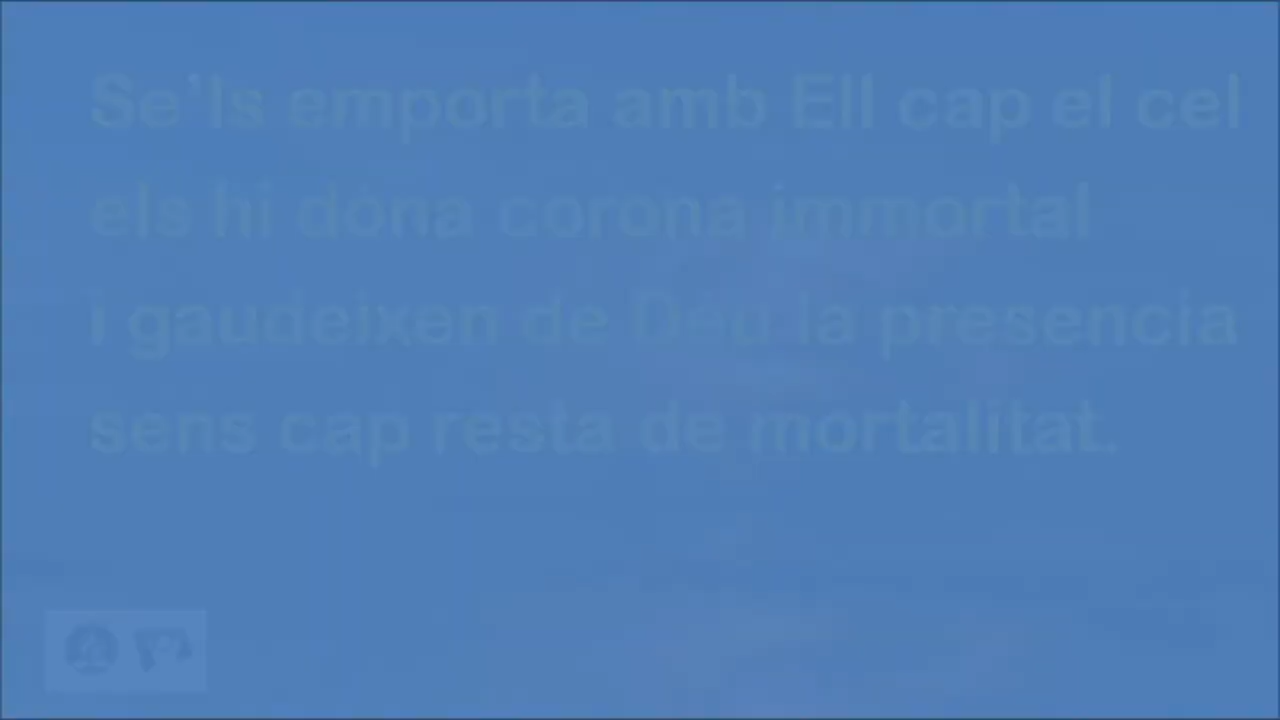 Se'ls emporta amb Ell cap el cel
els hi dóna corona immortal
i gaudeixen de Déu la presencia
sens cap resta de mortalitat.